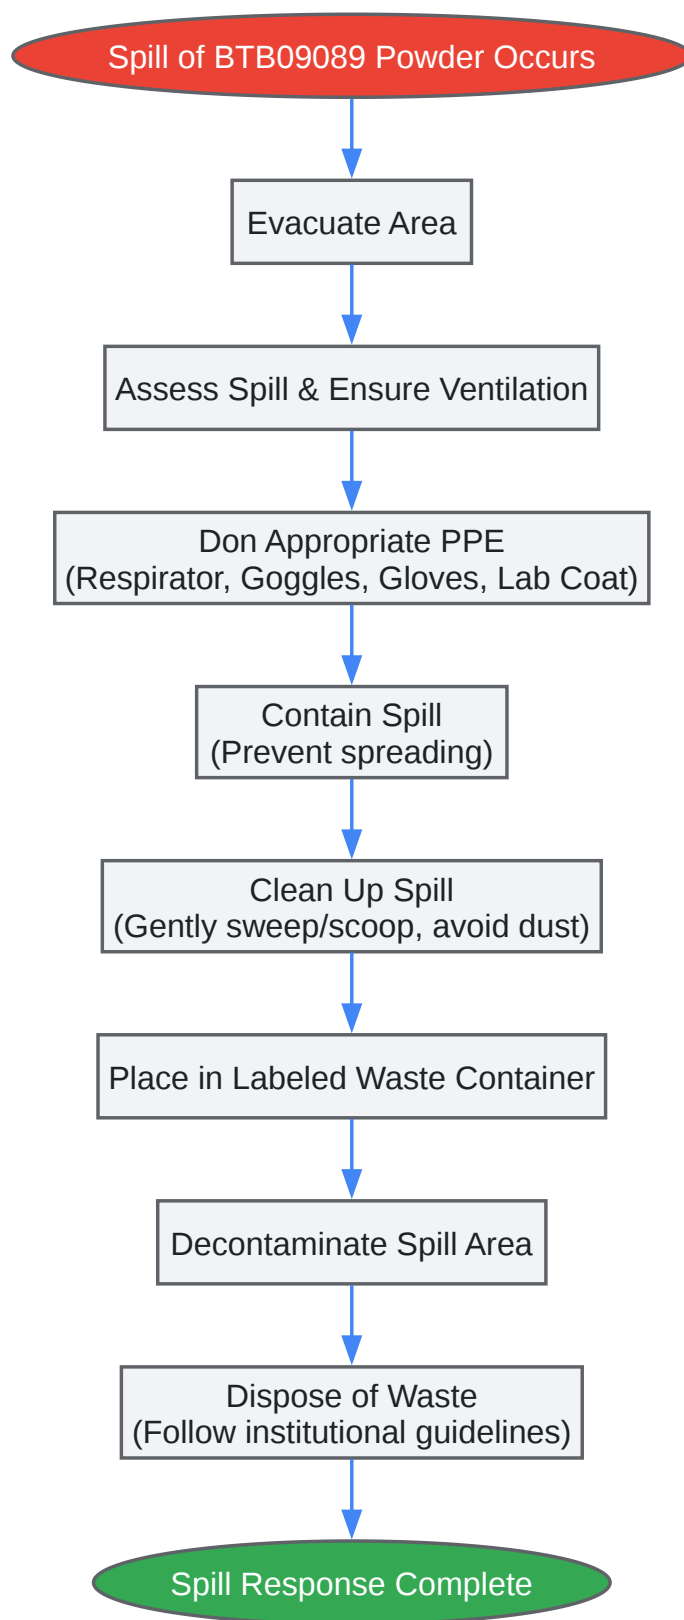 Spill of BTB09089 Powder Occurs
Evacuate Area
Assess Spill & Ensure Ventilation
Don Appropriate PPE
(Respirator, Goggles, Gloves, Lab Coat)
Contain Spill
(Prevent spreading)
Clean Up Spill
(Gently sweep/scoop, avoid dust)
Place in Labeled Waste Container
Decontaminate Spill Area
Dispose of Waste
(Follow institutional guidelines)
Spill Response Complete